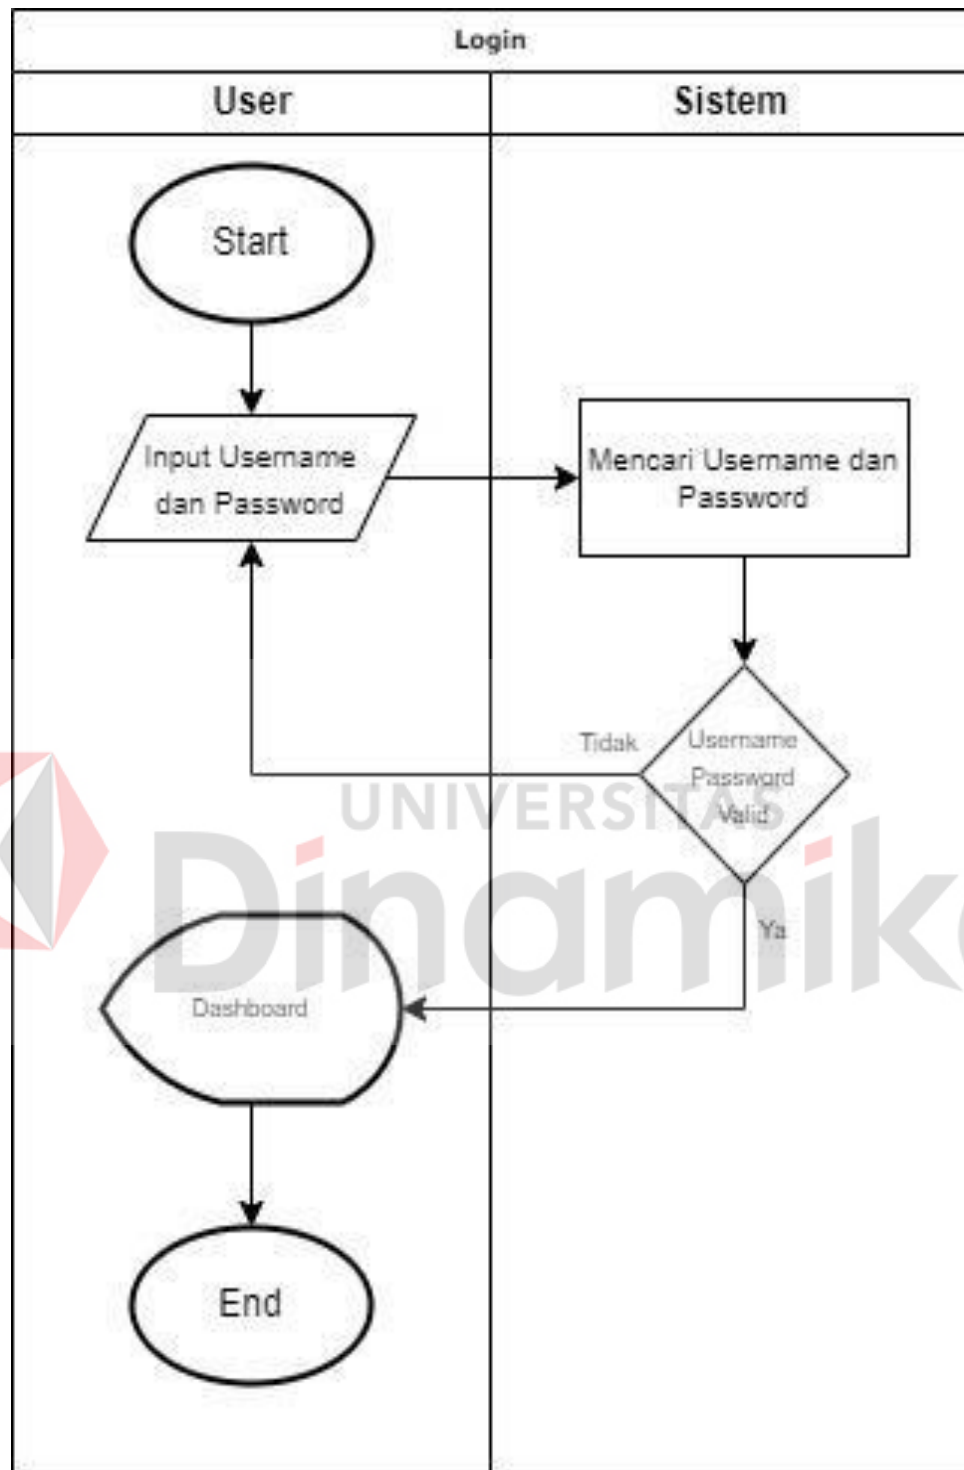 Login
User
Sistem
Start
Input Username
dan Password
Mencari Username dan
Password
Tidak
Username
Password
Valid
UNIVERSITAS
Dinamika
Ya
Dashboard
End